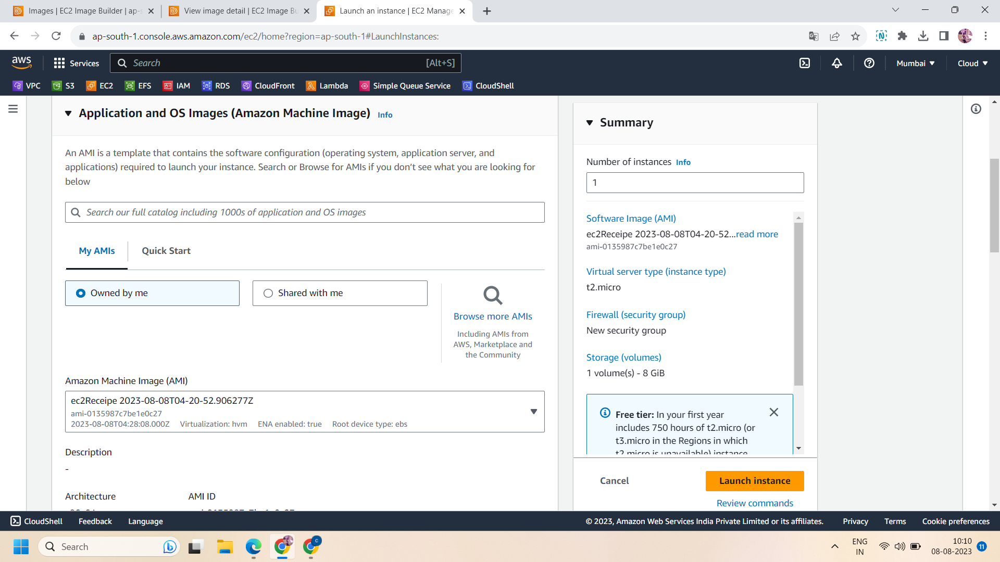 Images | EC2 Image Builder | ap-s
View image detail | EC2 Image Bu
Launch an instance | EC2 Manage
ap-south-1.console.aws.amazon.com/ec2/home?region=ap-south-1#LaunchInstances:
aws
Services
Search
[Alt+S]
Mumbai
Cloud
VPC
S3
EC2
EFS
IAM
RDS
CloudFront
Lambda
Simple Queue Service
CloudShell
Application and OS Images (Amazon Machine Image) Info
An AMI is a template that contains the software configuration (operating system, application server, and
applications) required to launch your instance. Search or Browse for AMIs if you don’t see what you are looking for
below
Search our full catalog including 1000s of application and OS images
My AMIs
Quick Start
Owned by me
Shared with me
Browse more AMIs
Including AMIs from
AWS, Marketplace and
the Community
Amazon Machine Image (AMI)
ec2Receipe 2023-08-08T04-20-52.906277Z
ami-0135987c7be1e0c27
2023-08-08T04:28:08.000Z Virtualization: hvm ENA enabled: true Root device type: ebs
Description
-
Architecture
AMI ID
Summary
Number of instances Info
1
Software Image (AMI)
ec2Receipe 2023-08-08T04-20-52...read more
ami-0135987c7be1e0c27
Virtual server type (instance type)
t2.micro
Firewall (security group)
New security group
Storage (volumes)
1 volume(s) - 8 GiB
Free tier: In your first year
includes 750 hours of t2.micro (or
t3.micro in the Regions in which
t2.micro is unavailable) instance
Cancel
Launch instance
Review commands
CloudShell
Feedback
Language
© 2023, Amazon Web Services India Private Limited or its affiliates.
Privacy
Terms
Cookie preferences
Search
ENG
IN
10:10
08-08-2023
11